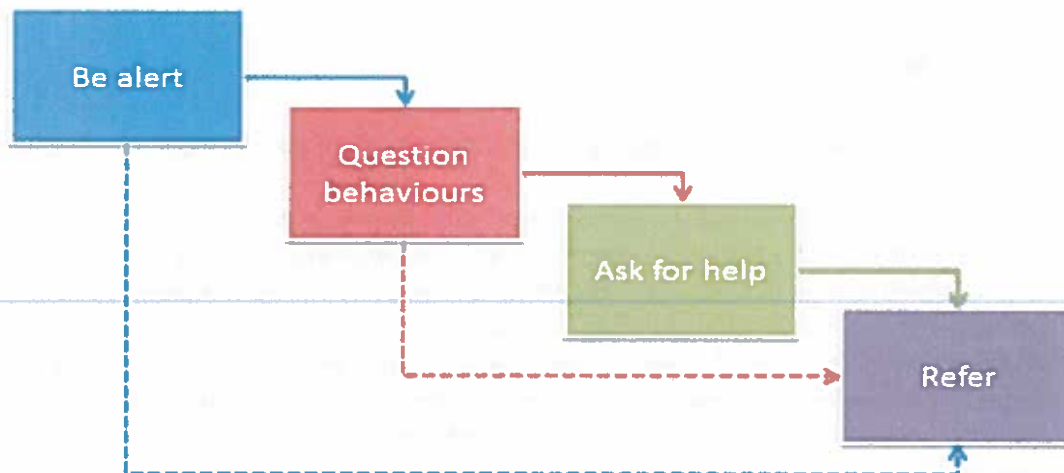 Be alert
Question
behaviours
Ask for help
Refer